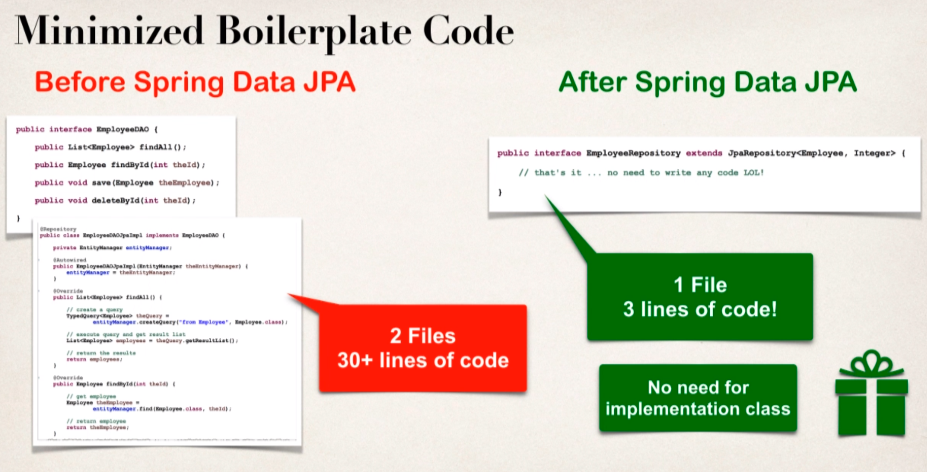 Minimized Boilerplate Code
Before Spring Data JPA
After Spring Data JPA
public interface EmployeeDAO {
public List<Employee> findAll();
public Employee findById(int theId);
public void save(Employee theEmployee);
public void deleteById(int theId);
}
@Repository
public class EmployeeDAOJpaImpl implements EmployeeDAO {
private EntityManager entityManager;
@Autowired
public EmployeeDAOJpaImpl(EntityManager theEntityManager) {
entityManager = theEntityManager;
}
@Override
public List<Employee> findAll() {
// create a query
TypedQuery<Employee> theQuery =
entityManager.createQuery("from Employee", Employee.class);
// execute query and get result list
List<Employee> employees = theQuery.getResultList();
// return the results
return employees;
}
@Override
public Employee findById(int theId) {
// get employee
Employee theEmployee =
entityManager.find(Employee.class, theId);
// return employee
return theEmployee;
}
2 Files
30+ lines of code
public interface EmployeeRepository extends JpaRepository<Employee, Integer> {
// that's it ... no need to write any code LOL!
}
1 File
3 lines of code!
No need for
implementation class